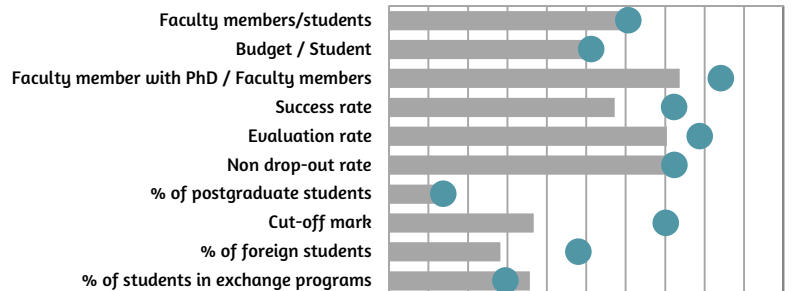 Faculty members/students
Budget / Student
Faculty member with PhD / Faculty members
Success rate
Evaluation rate
Non drop-out rate
% of postgraduate students
Cut-off mark
% of foreign students
% of students in exchange programs